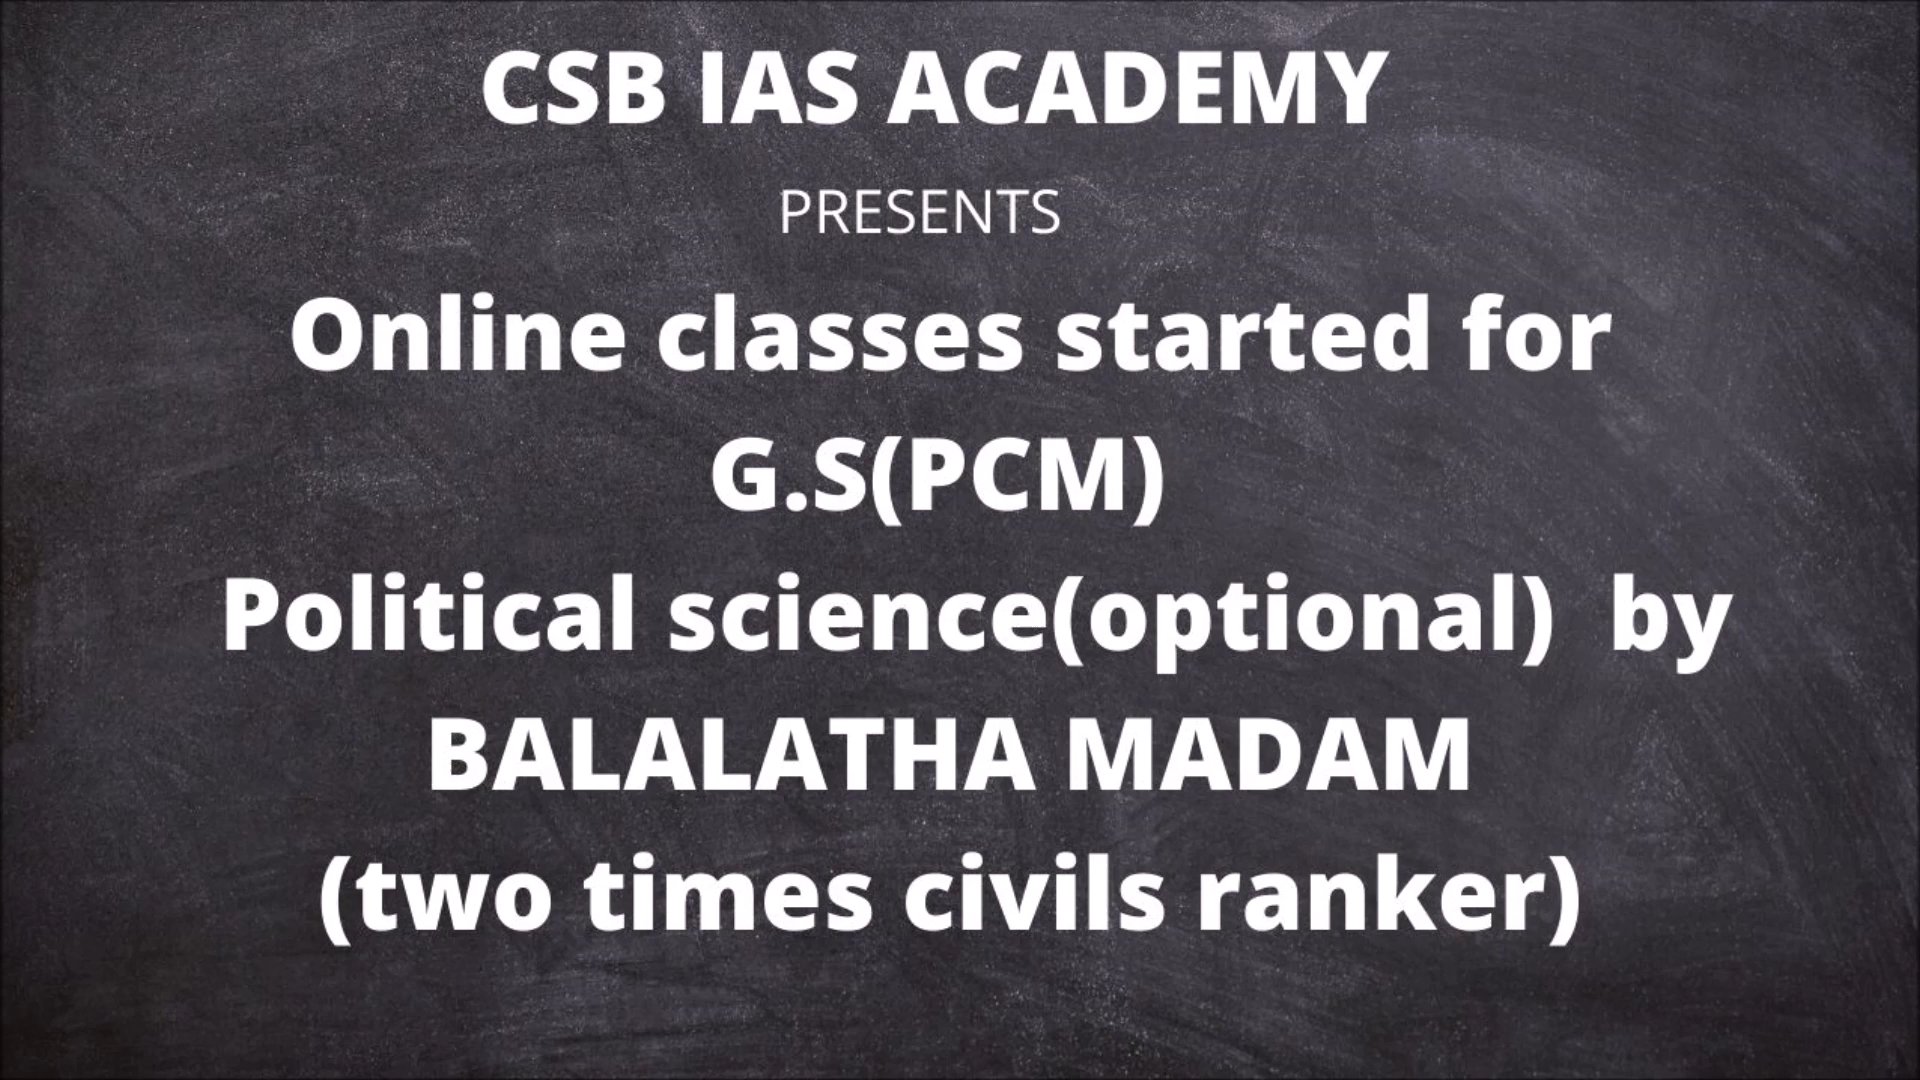 CSB IAS ACADEMY
PRESENTS
Online classes started for
G.S(PCM)
Political science(optional) by
BALALATHA MADAM
(two times civils ranker)